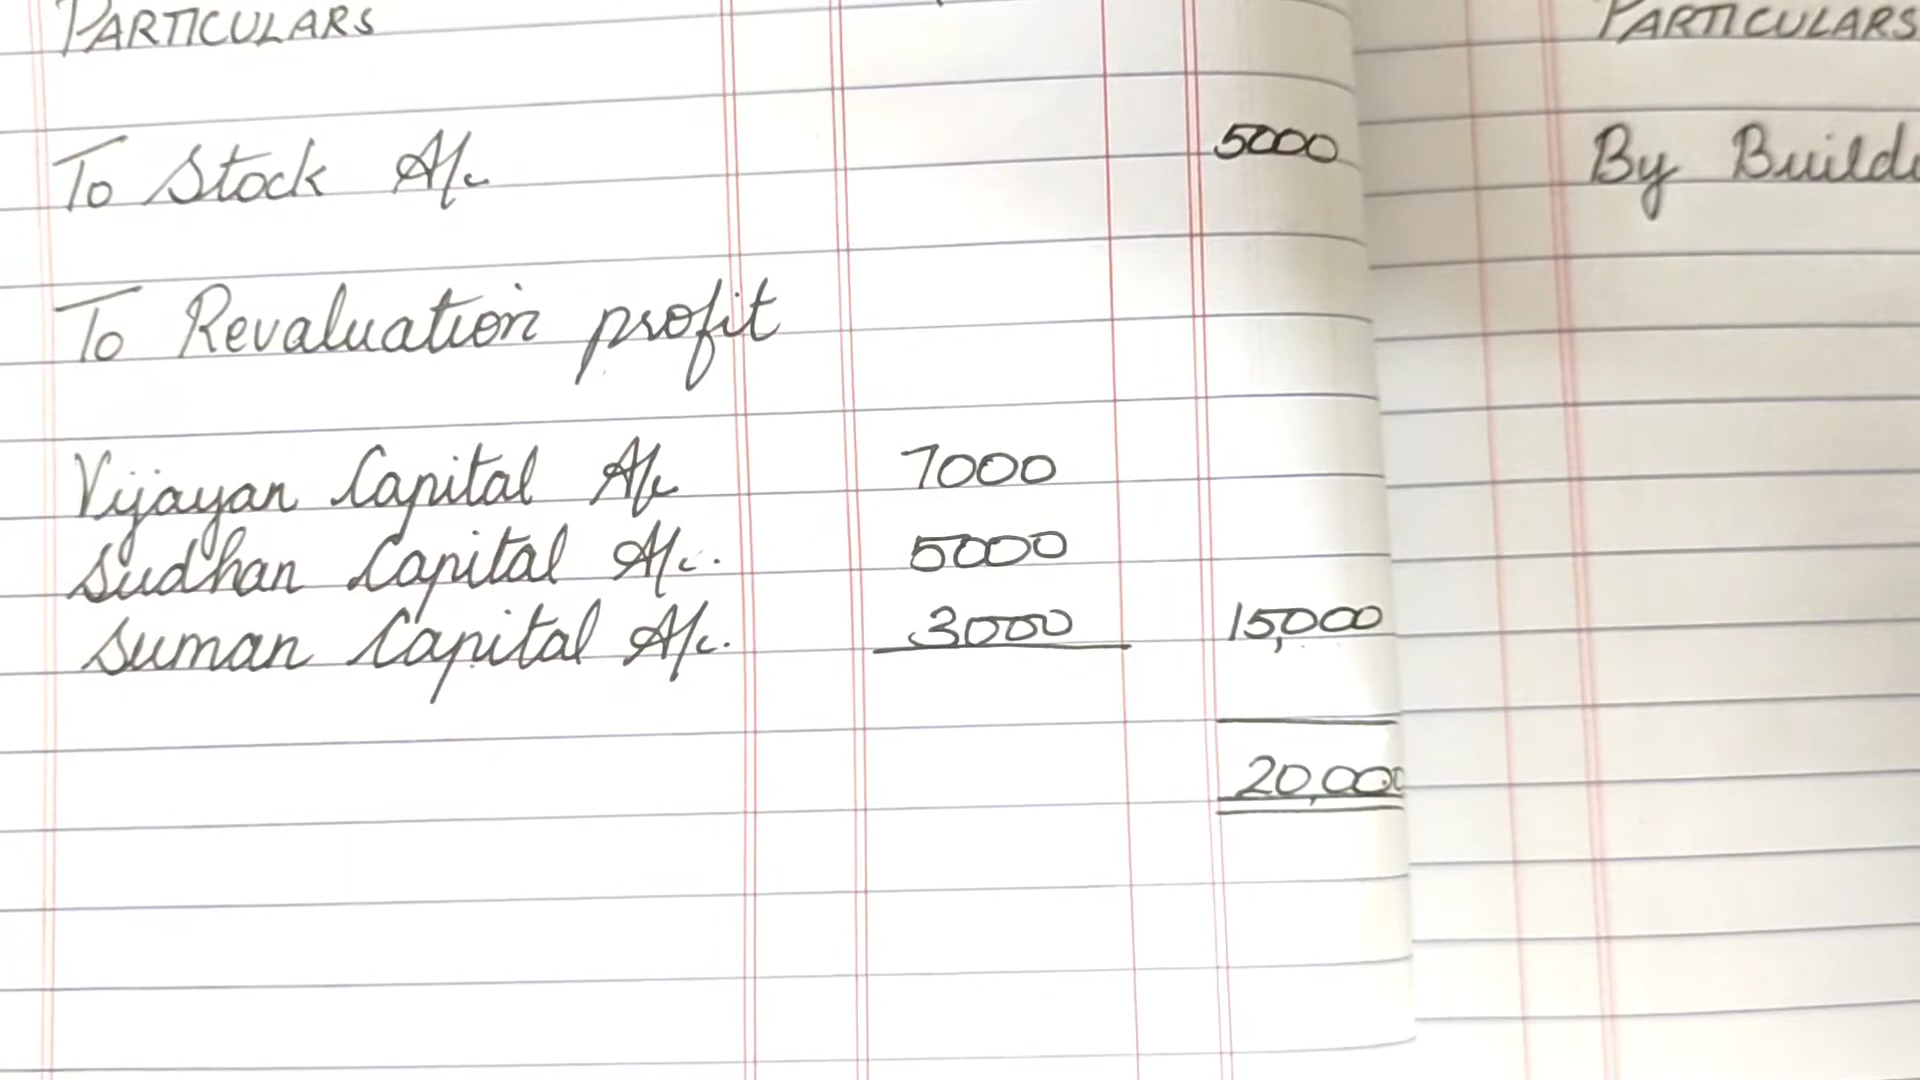 PARTICULARS
To Stock A/c 5000
To Revaluation profit
Vijayan Capital A/c 7000
Sudhan Capital A/c. 5000
Suman Capital A/c. 3000 15,000
20,000
PARTICULARS
By